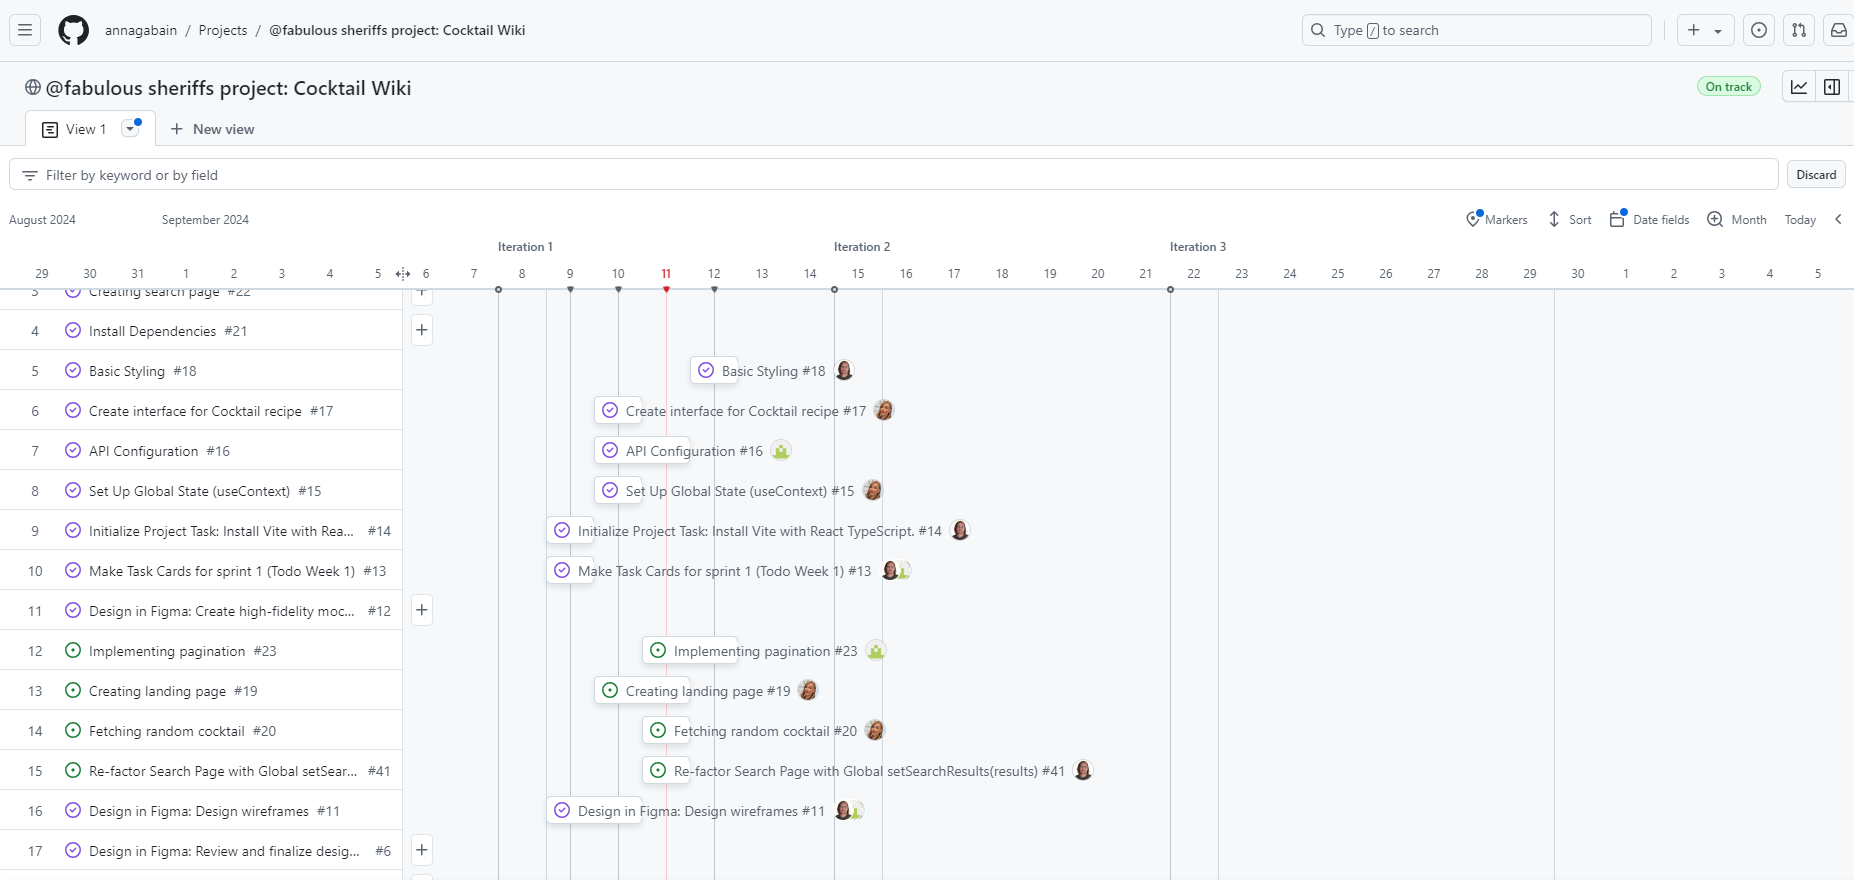 annagabain / Projects / @fabulous sheriffs project: Cocktail Wiki
Type / to search
@fabulous sheriffs project: Cocktail Wiki
On track
View 1
New view
Filter by keyword or by field
Discard
August 2024 September 2024
Markers Sort Date fields Month Today
Iteration 1 Iteration 2 Iteration 3
29 30 31 1 2 3 4 5 6 7 8 9 10 11 12 13 14 15 16 17 18 19 20 21 22 23 24 25 26 27 28 29 30 1 2 3 4 5
3 Creating search page #22
4 Install Dependencies #21
5 Basic Styling #18 Basic Styling #18
6 Create interface for Cocktail recipe #17 Create interface for Cocktail recipe #17
7 API Configuration #16 API Configuration #16
8 Set Up Global State (useContext) #15 Set Up Global State (useContext) #15
9 Initialize Project Task: Install Vite with Rea... #14 Initialize Project Task: Install Vite with React TypeScript. #14
10 Make Task Cards for sprint 1 (Todo Week 1) #13 Make Task Cards for sprint 1 (Todo Week 1) #13
11 Design in Figma: Create high-fidelity moc... #12
12 Implementing pagination #23 Implementing pagination #23
13 Creating landing page #19 Creating landing page #19
14 Fetching random cocktail #20 Fetching random cocktail #20
15 Re-factor Search Page with Global setSear... #41 Re-factor Search Page with Global setSearchResults(results) #41
16 Design in Figma: Design wireframes #11 Design in Figma: Design wireframes #11
17 Design in Figma: Review and finalize desig... #6